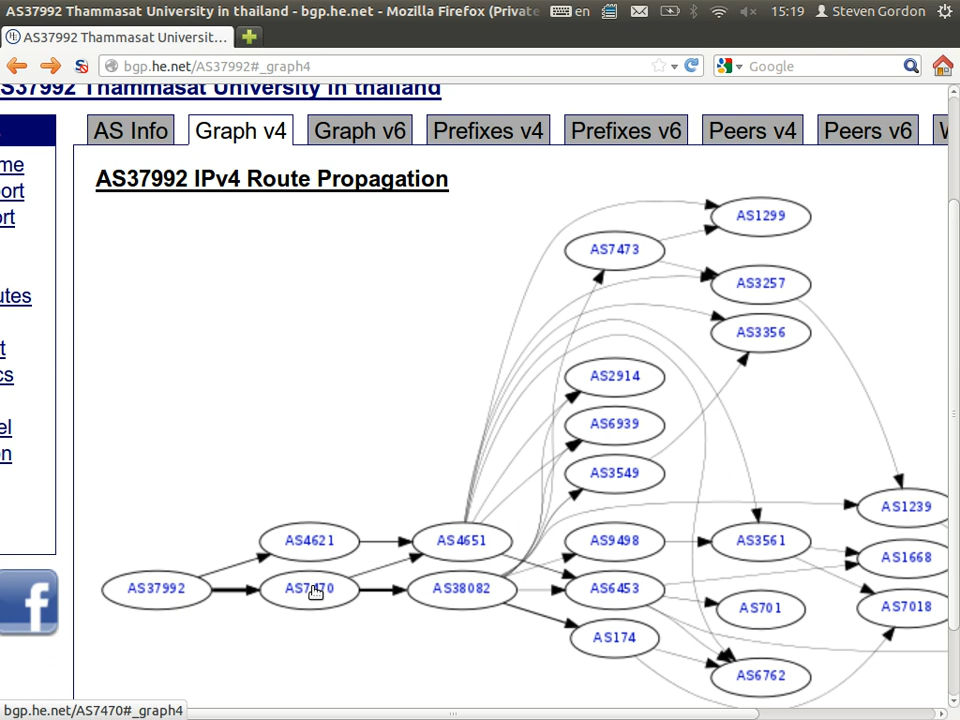 AS37992 Thammasat University in thailand - bgp.he.net - Mozilla Firefox (Private
en
15:19
Steven Gordon
AS37992 Thammasat Universit...
bgp.he.net/AS37992#_graph4
Google
S37992 Thammasat University in thailand
AS Info
Graph v4
Graph v6
Prefixes v4
Prefixes v6
Peers v4
Peers v6
W
s
me
ort
rt
utes
t
cs
el
n
AS37992 IPv4 Route Propagation
AS1299
AS7473
AS3257
AS3356
AS2914
AS6939
AS3549
AS1239
AS4621
AS4651
AS9498
AS3561
AS1668
AS37992
AS7470
AS38082
AS6453
AS701
AS7018
AS174
AS6762
bgp.he.net/AS7470#_graph4